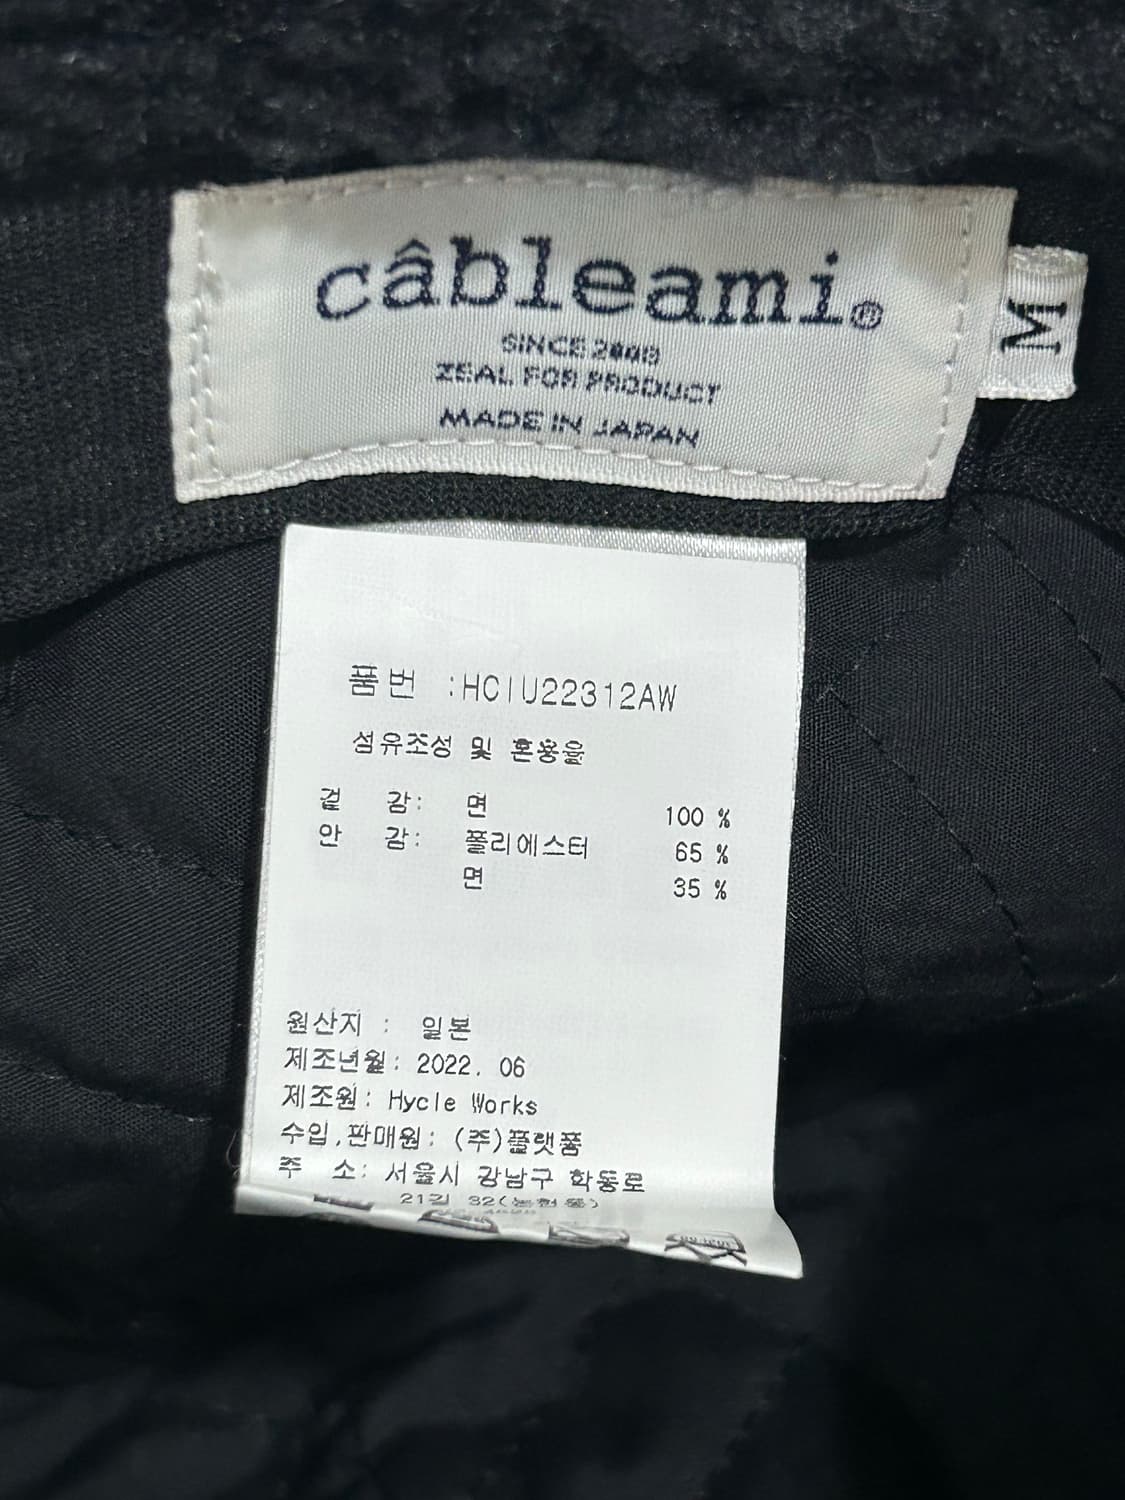 câbleami®
SINCE 2008
ZEAL FOR PRODUCT
MADE IN JAPAN
M
품번 :HCIU22312AW
섬유조성 및 혼용율
겉 감: 면 100 %
안 감: 폴리에스터 65 %
면 35 %
원산지 : 일본
제조년월: 2022. 06
제조원: Hycle Works
수입,판매원: (주)플랫폼
주 소: 서울시 강남구 학동로
21길 32(논현동)